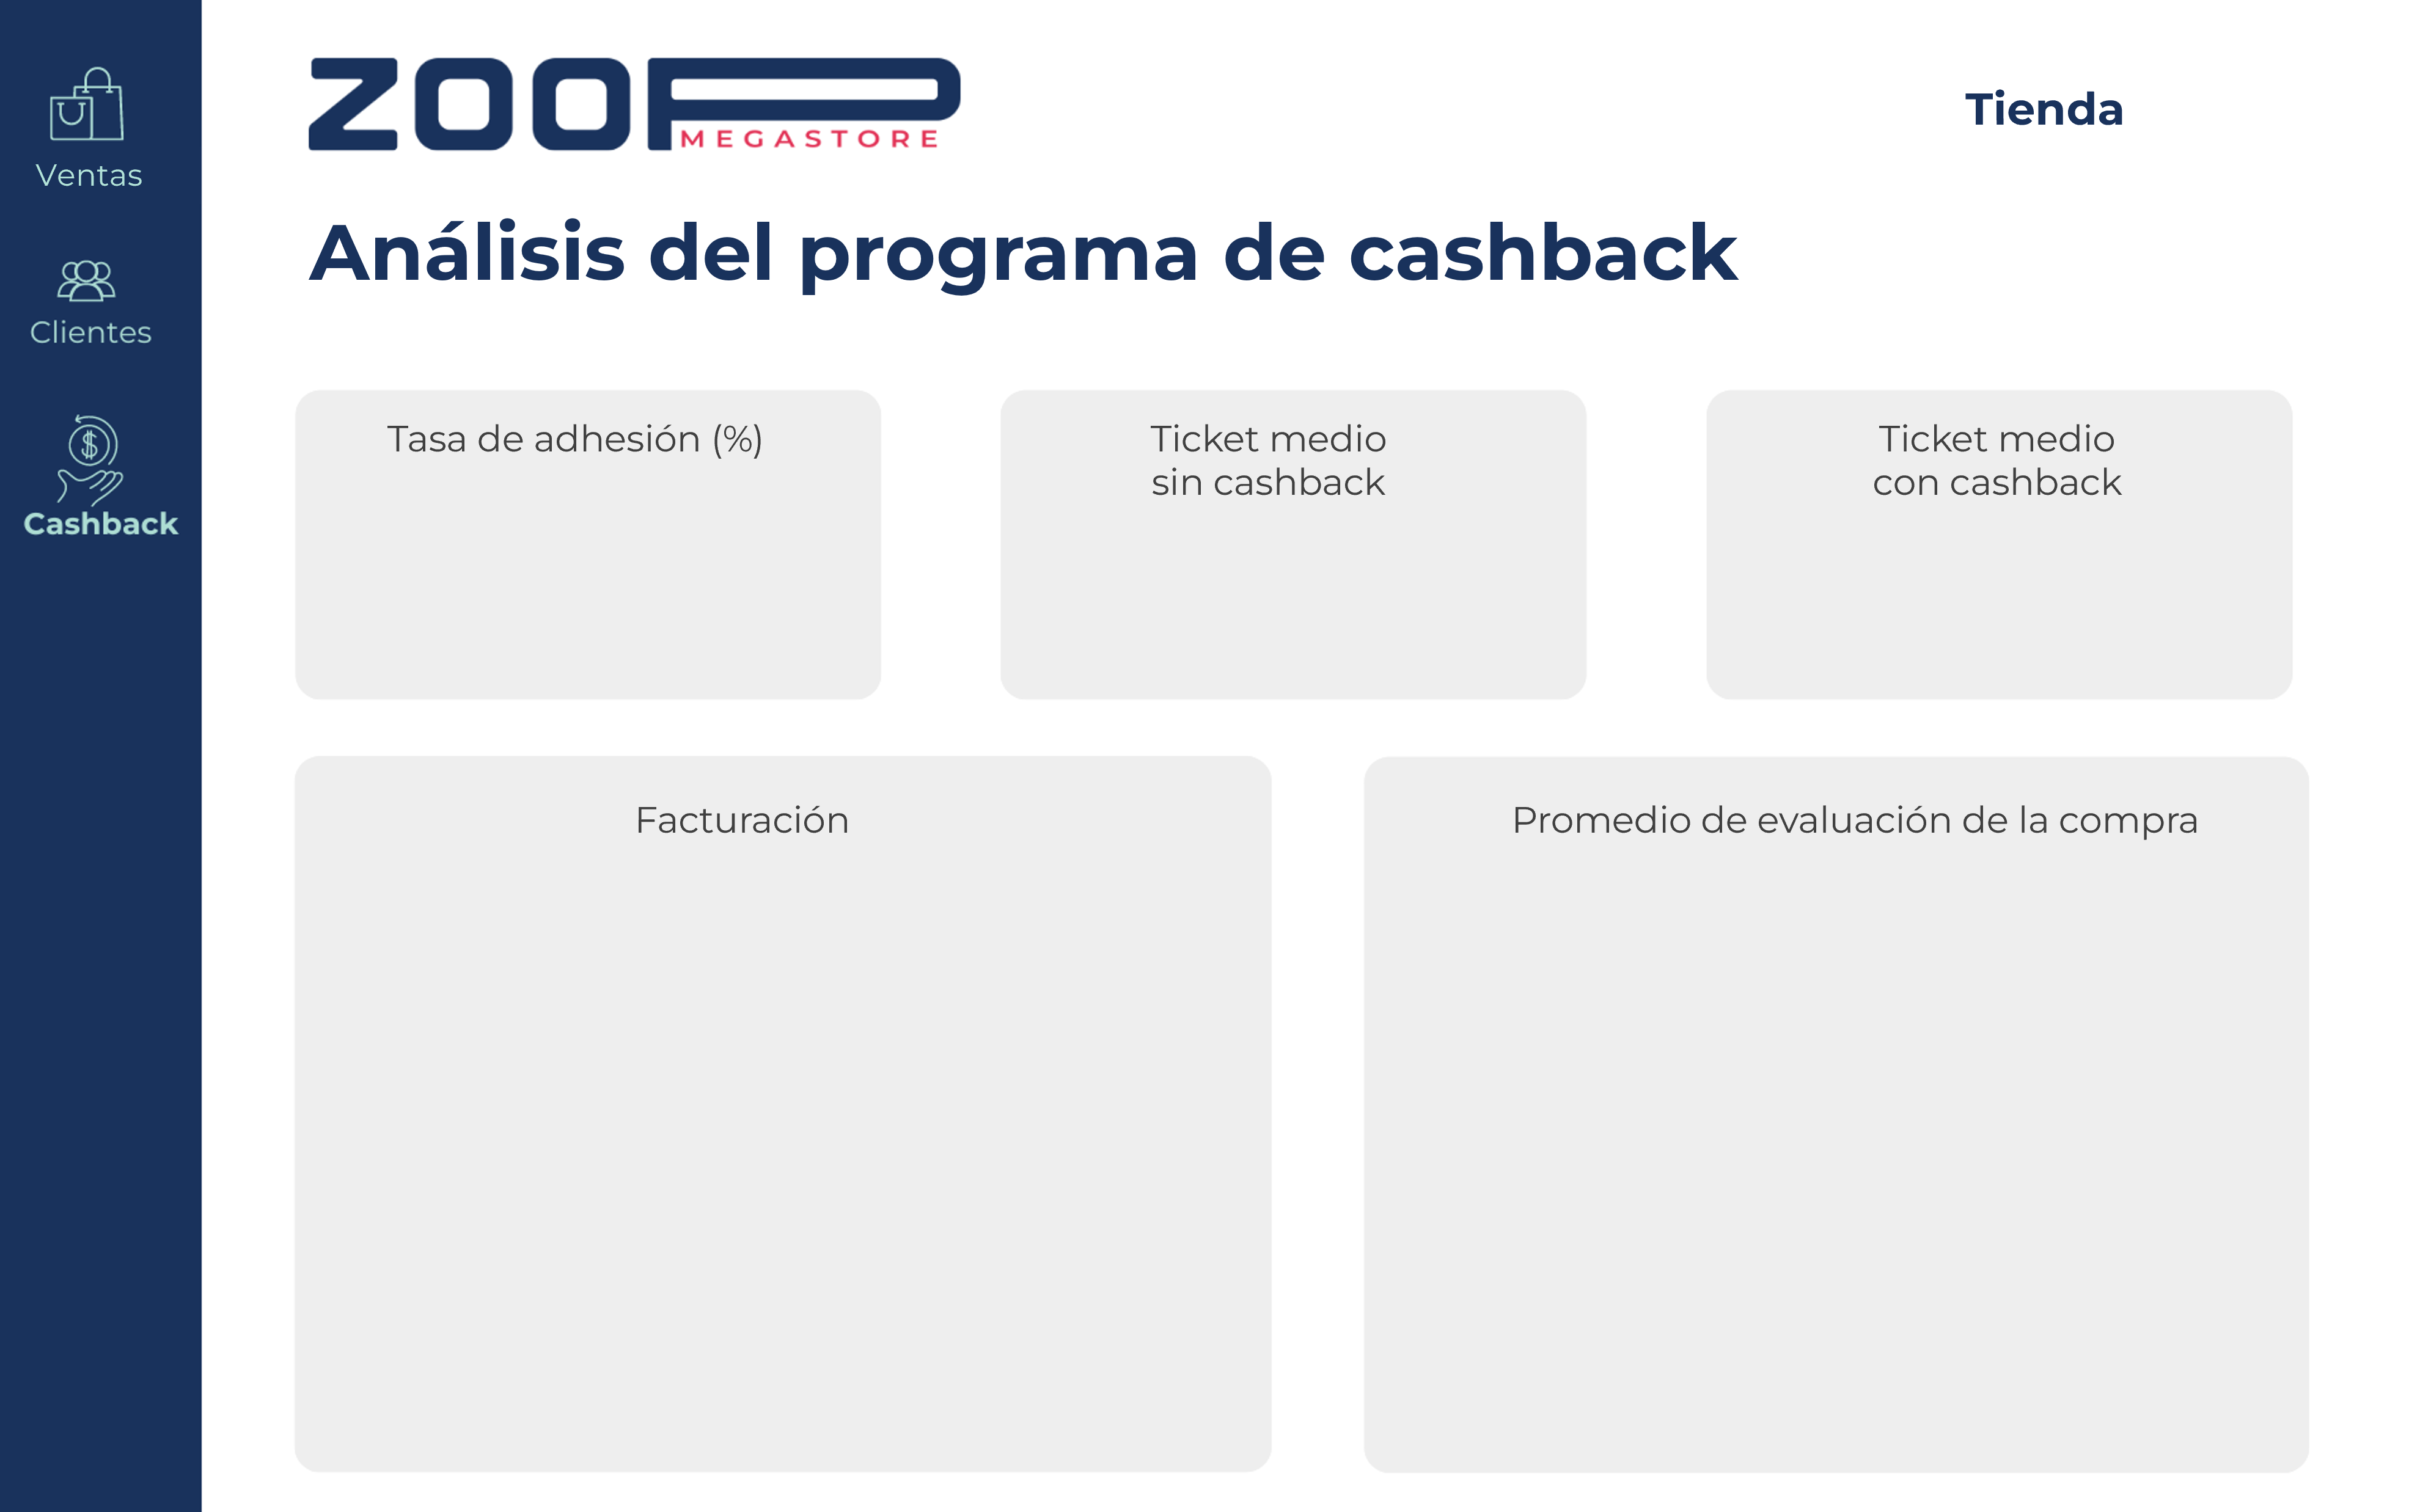 Ventas
Clientes
Cashback
ZOOP
MEGASTORE
Tienda
Análisis del programa de cashback
Tasa de adhesión (%)
Ticket medio
sin cashback
Ticket medio
con cashback
Facturación
Promedio de evaluación de la compra